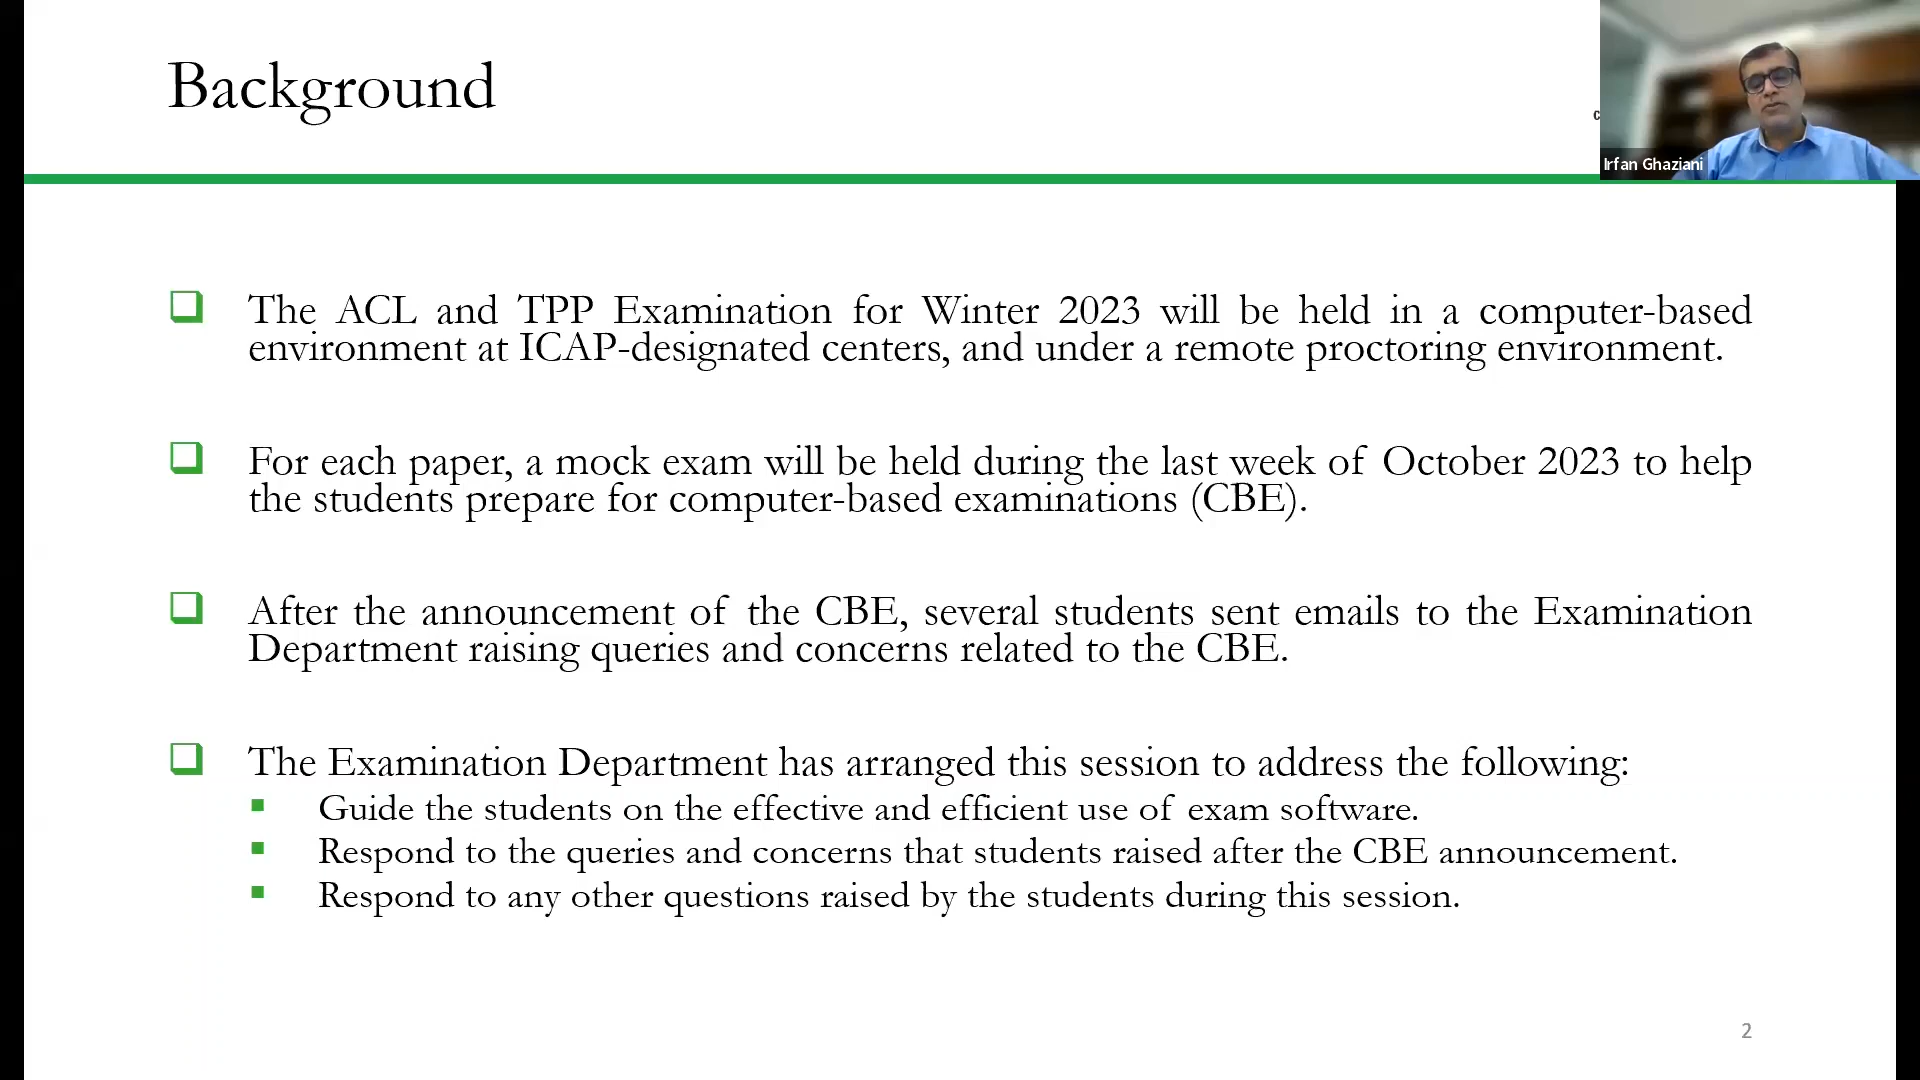 Background
c
Irfan Ghaziani
The ACL and TPP Examination for Winter 2023 will be held in a computer-based
environment at ICAP-designated centers, and under a remote proctoring environment.
For each paper, a mock exam will be held during the last week of October 2023 to help
the students prepare for computer-based examinations (CBE).
After the announcement of the CBE, several students sent emails to the Examination
Department raising queries and concerns related to the CBE.
The Examination Department has arranged this session to address the following:
Guide the students on the effective and efficient use of exam software.
Respond to the queries and concerns that students raised after the CBE announcement.
Respond to any other questions raised by the students during this session.
2